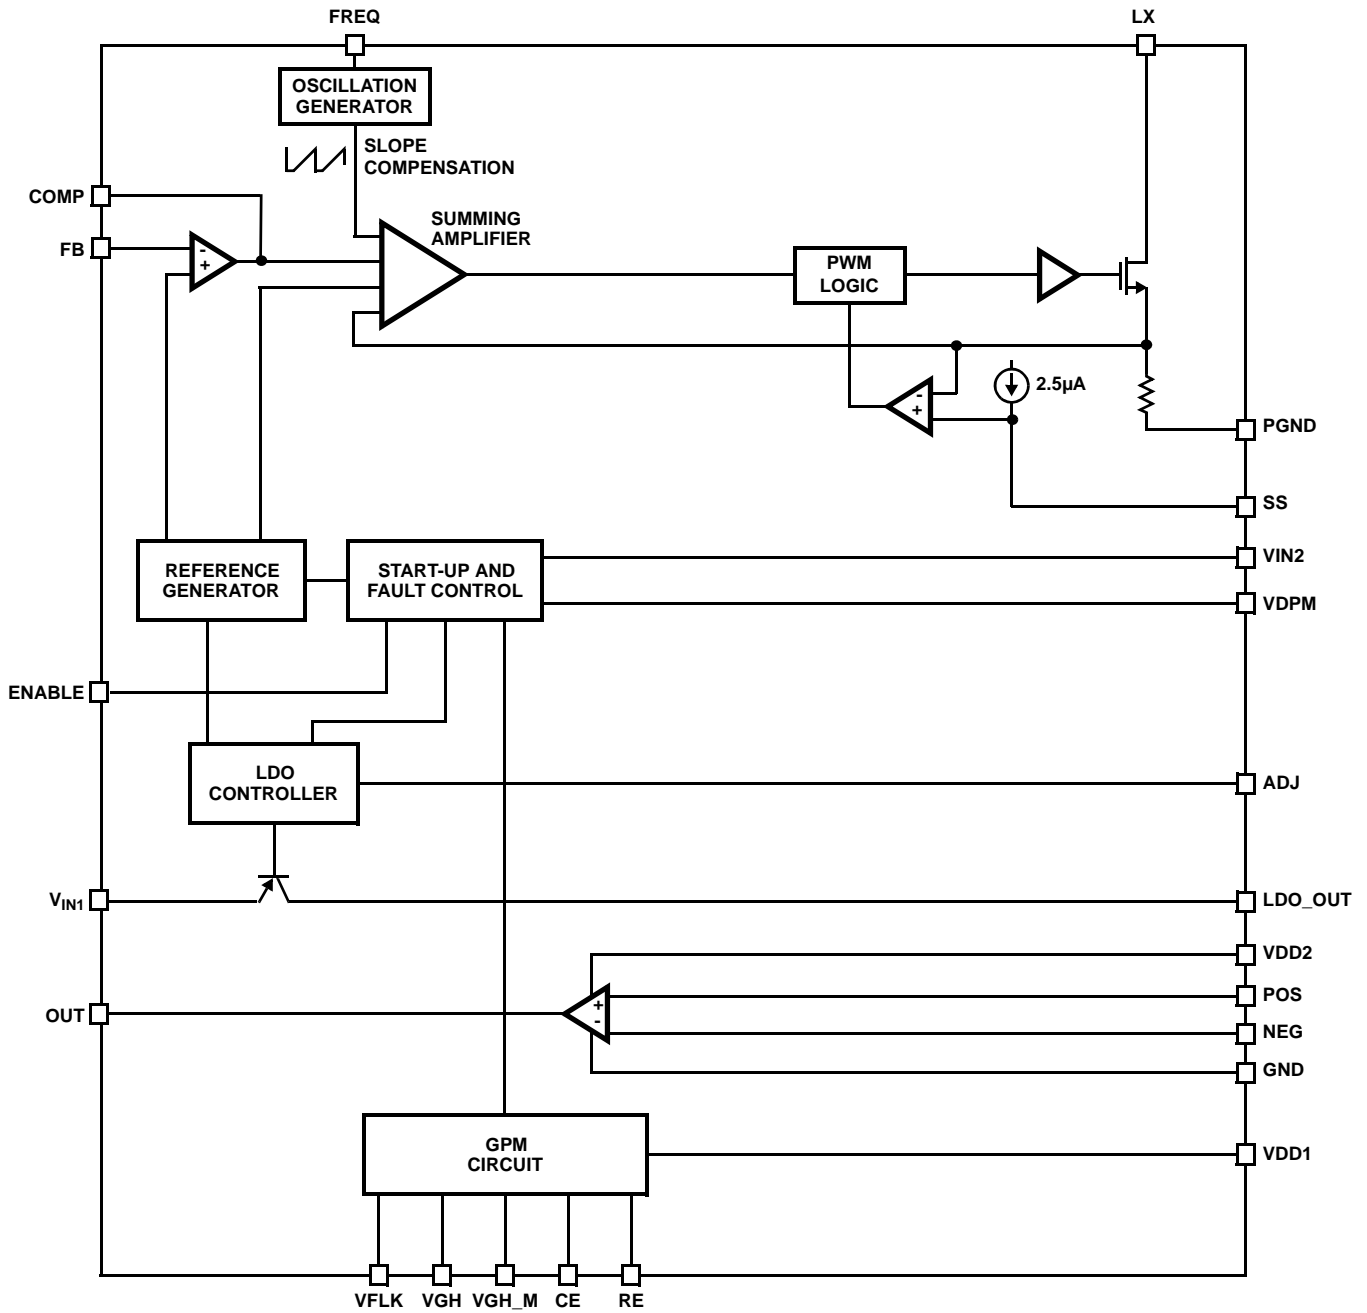 FREQ
LX
OSCILLATION
GENERATOR
SLOPE
COMPENSATION
COMP
SUMMING
AMPLIFIER
FB
-
+
PWM
LOGIC
2.5µA
-
+
PGND
SS
REFERENCE
GENERATOR
START-UP AND
FAULT CONTROL
VIN2
VDPM
ENABLE
LDO
CONTROLLER
ADJ
VIN1
LDO_OUT
VDD2
POS
+
-
OUT
NEG
GND
GPM
CIRCUIT
VDD1
VFLK
VGH
VGH_M
CE
RE